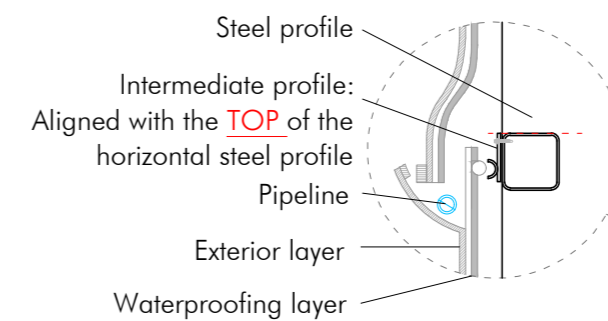 Steel profile
Intermediate profile:
Aligned with the TOP of the
horizontal steel profile
Pipeline
Exterior layer
Waterproofing layer